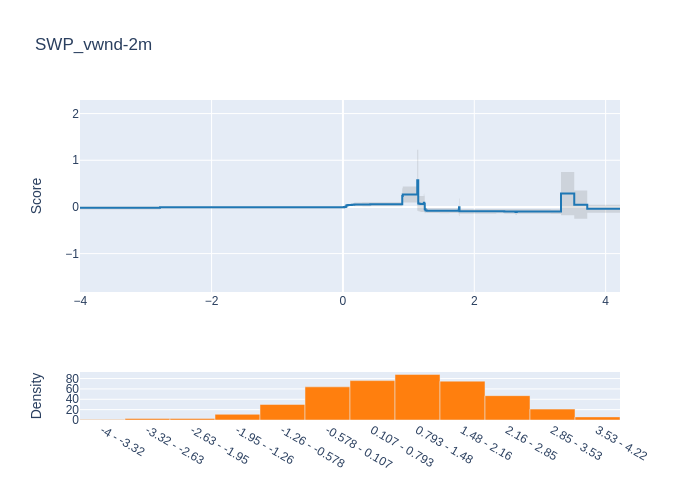 SWP_vwnd-2m
Score
2
1
0
−1
−4
−2
0
2
4
Density
80
60
40
20
0
-4 - -3.32
-3.32 - -2.63
-2.63 - -1.95
-1.95 - -1.26
-1.26 - -0.578
-0.578 - 0.107
0.107 - 0.793
0.793 - 1.48
1.48 - 2.16
2.16 - 2.85
2.85 - 3.53
3.53 - 4.22